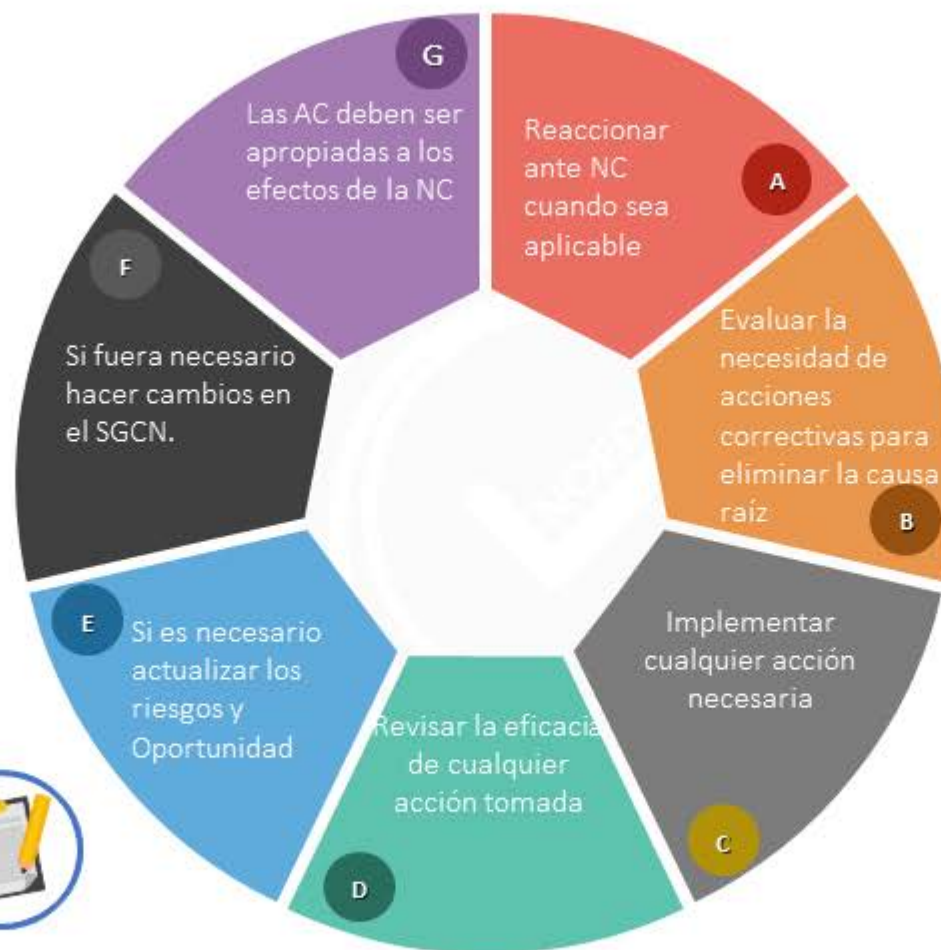 A
Reaccionar
ante NC
cuando sea
aplicable
B
Evaluar la
necesidad de
acciones
correctivas para
eliminar la causa
raíz
C
Implementar
cualquier acción
necesaria
D
Revisar la eficacia
de cualquier
acción tomada
E
Si es necesario
actualizar los
riesgos y
Oportunidad
F
Si fuera necesario
hacer cambios en
el SGCN.
G
Las AC deben ser
apropiadas a los
efectos de la NC